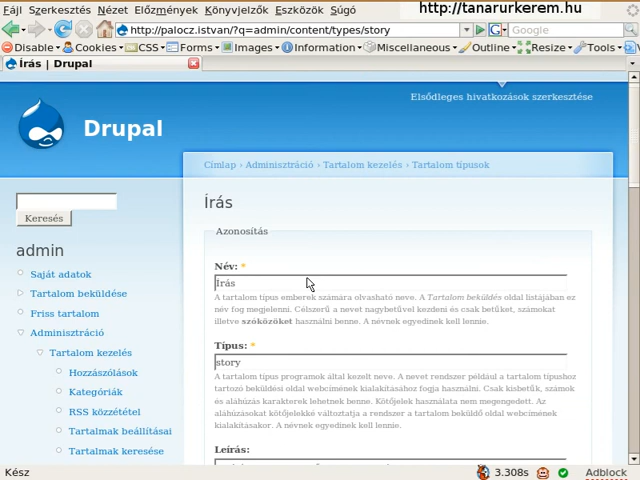 Fájl Szerkesztés Nézet Előzmények Könyvjelzők Eszközök Súgó
http://tanarurkerem.hu
http://palocz.istvan/?q=admin/content/types/story
Google
Disable Cookies CSS Forms Images Information Miscellaneous Outline Resize Tools
Írás | Drupal
Elsődleges hivatkozások szerkesztése
Drupal
Címlap › Adminisztráció › Tartalom kezelés › Tartalom típusok
Keresés
Írás
Azonosítás
admin
Saját adatok
Tartalom beküldése
Friss tartalom
Adminisztráció
Tartalom kezelés
Hozzászólások
Kategóriák
RSS közzététel
Tartalmak beállításai
Tartalmak keresése
Név: *
Írás
A tartalom típus emberek számára olvasható neve. A Tartalom beküldés oldal listájában ez
név fog megjelenni. Célszerű a nevet nagybetűvel kezdeni és csak betűket, számokat
illetve szóközöket használni benne. A névnek egyedinek kell lennie.
Típus: *
story
A tartalom típus programok által kezelt neve. A nevet rendszer például a tartalom típushoz
tartozó beküldési oldal webcímének kialakításához fogja használni. Csak kisbetűk, számok
és aláhúzás karakterek lehetnek benne. Kötőjelek használata nem megengedett. Az
aláhúzásokat kötőjelekké változtatja a rendszer a tartalom beküldő oldal webcímének
kialakításakor. A névnek egyedinek kell lennie.
Leírás:
Kész
3.308s
Adblock